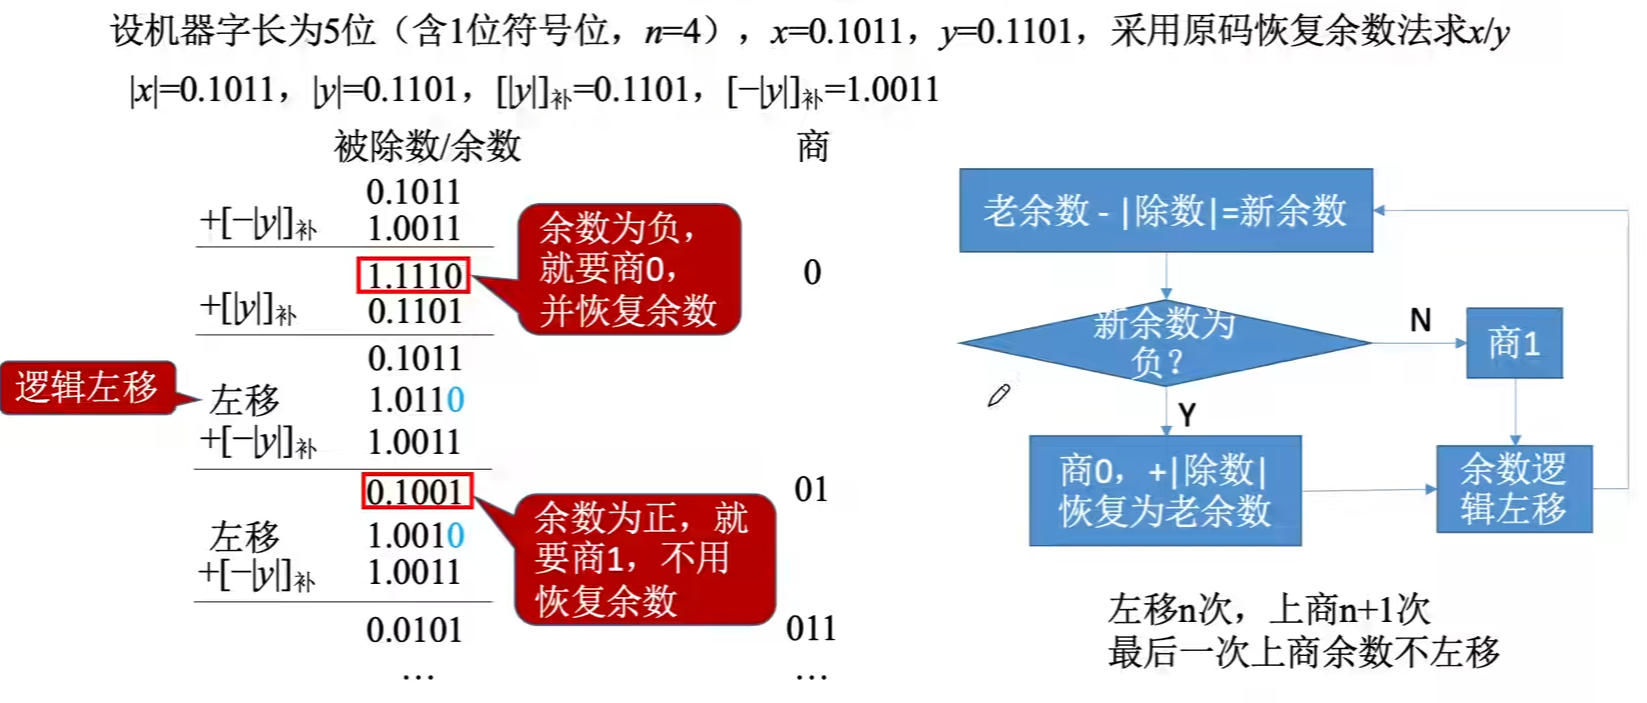 设机器字长为5位（含1位符号位，n=4），x=0.1011，y=0.1101，采用原码恢复余数法求x/y
|x|=0.1011，|y|=0.1101，[|y|]补=0.1101，[−|y|]补=1.0011
被除数/余数 商
0.1011
+[−|y|]补 1.0011
1.1110 0
+[|y|]补 0.1101
0.1011
左移 1.0110
+[−|y|]补 1.0011
0.1001 01
左移 1.0010
+[−|y|]补 1.0011
0.0101 011
… …
逻辑左移
余数为负，
就要商0，
并恢复余数
余数为正，就
要商1，不用
恢复余数
老余数 - |除数|=新余数
新余数为
负？
N
商1
Y
商0，+|除数|
恢复为老余数
余数逻
辑左移
左移n次，上商n+1次
最后一次上商余数不左移